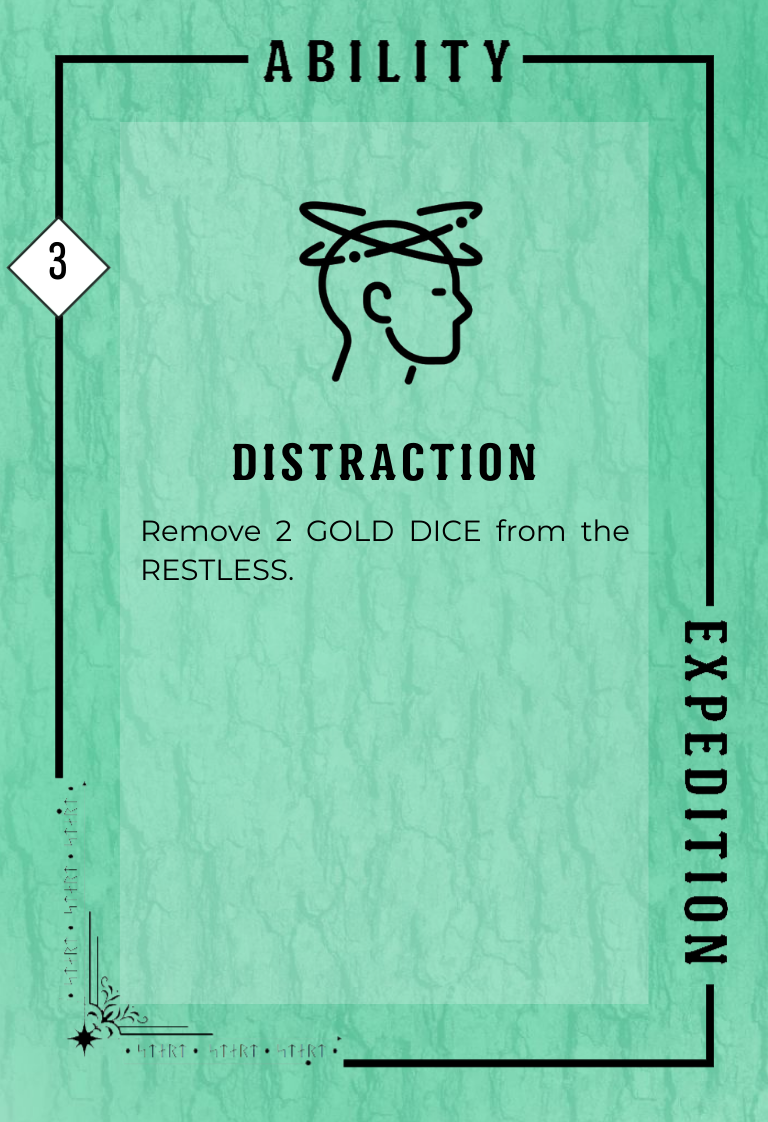 ABILITY
3
DISTRACTION
Remove 2 GOLD DICE from the
RESTLESS.
EXPEDITION